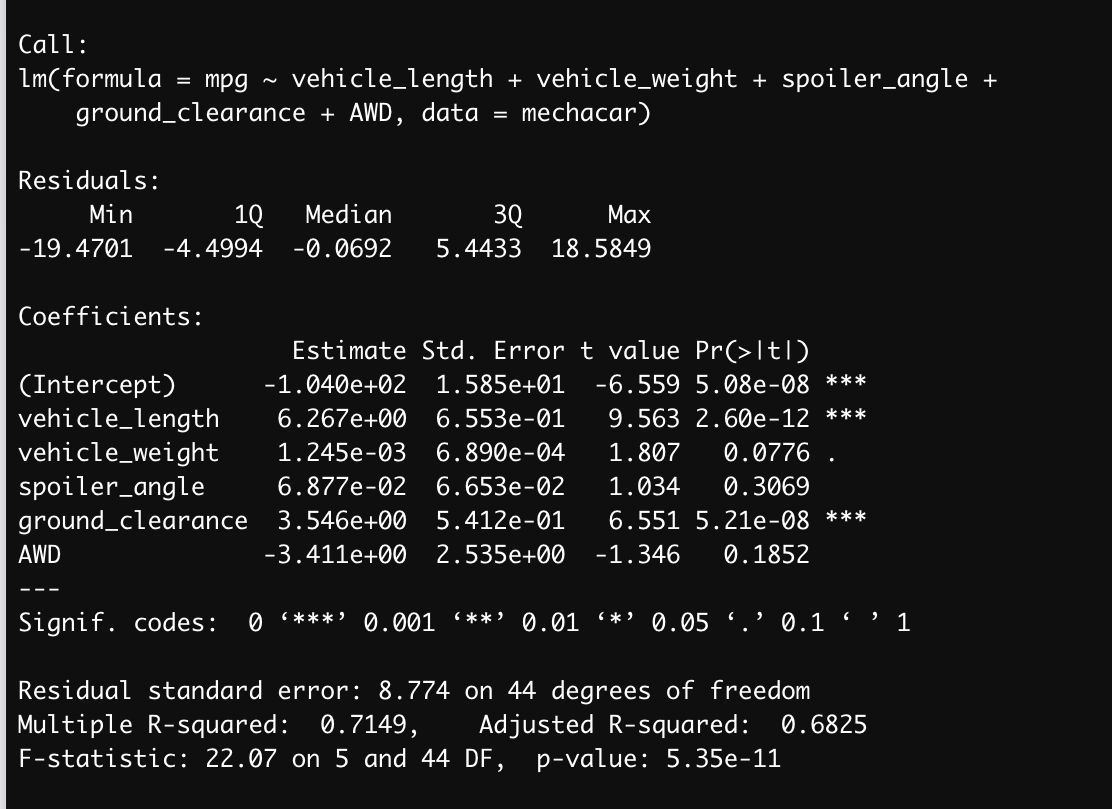 Call:
lm(formula = mpg ~ vehicle_length + vehicle_weight + spoiler_angle +
    ground_clearance + AWD, data = mechacar)

Residuals:
     Min       1Q   Median       3Q      Max
-19.4701  -4.4994  -0.0692   5.4433  18.5849

Coefficients:
                   Estimate Std. Error t value Pr(>|t|)
(Intercept)      -1.040e+02  1.585e+01  -6.559 5.08e-08 ***
vehicle_length    6.267e+00  6.553e-01   9.563 2.60e-12 ***
vehicle_weight    1.245e-03  6.890e-04   1.807   0.0776 .
spoiler_angle     6.877e-02  6.653e-02   1.034   0.3069
ground_clearance  3.546e+00  5.412e-01   6.551 5.21e-08 ***
AWD              -3.411e+00  2.535e+00  -1.346   0.1852
---
Signif. codes:  0 ‘***’ 0.001 ‘**’ 0.01 ‘*’ 0.05 ‘.’ 0.1 ‘ ’ 1

Residual standard error: 8.774 on 44 degrees of freedom
Multiple R-squared:  0.7149,    Adjusted R-squared:  0.6825
F-statistic: 22.07 on 5 and 44 DF,  p-value: 5.35e-11